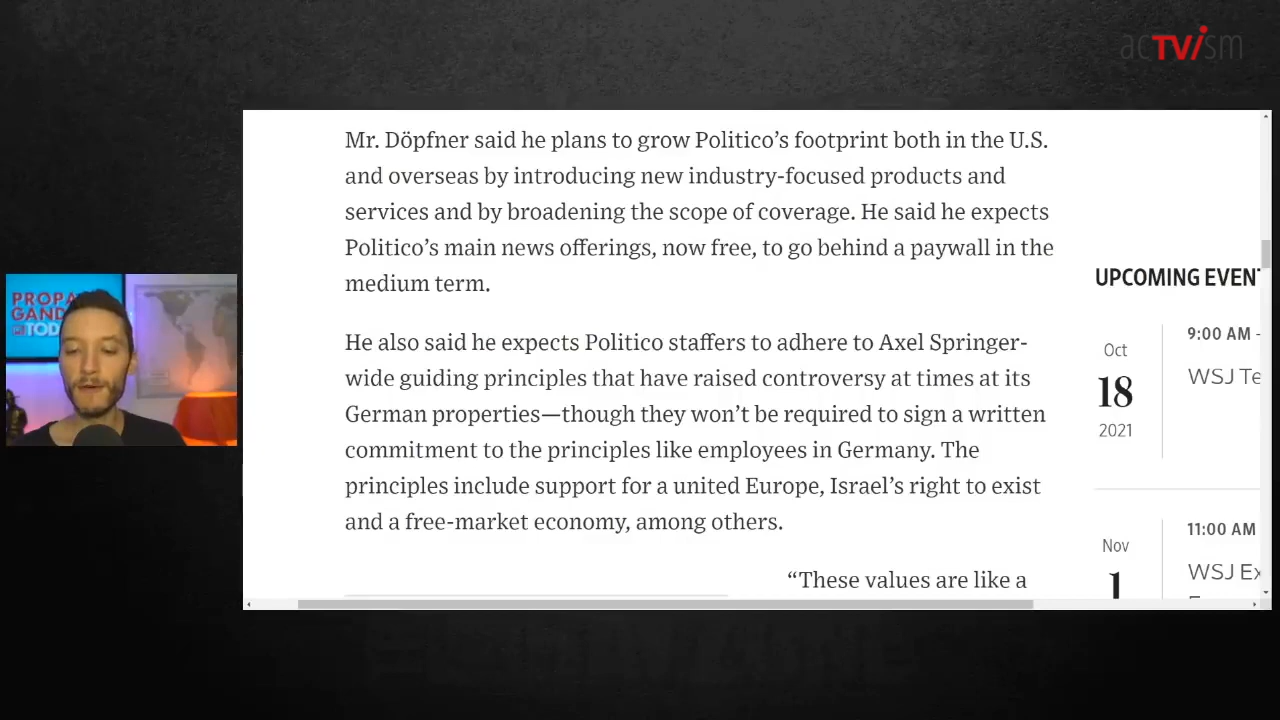 acTVism
Mr. Döpfner said he plans to grow Politico’s footprint both in the U.S.
and overseas by introducing new industry-focused products and
services and by broadening the scope of coverage. He said he expects
Politico’s main news offerings, now free, to go behind a paywall in the
medium term.
He also said he expects Politico staffers to adhere to Axel Springer-
wide guiding principles that have raised controversy at times at its
German properties—though they won’t be required to sign a written
commitment to the principles like employees in Germany. The
principles include support for a united Europe, Israel’s right to exist
and a free-market economy, among others.
“These values are like a
UPCOMING EVENT
Oct
18
2021
9:00 AM -
WSJ Te
Nov
1
11:00 AM
WSJ Ex
PROPA
GANDA
TOD